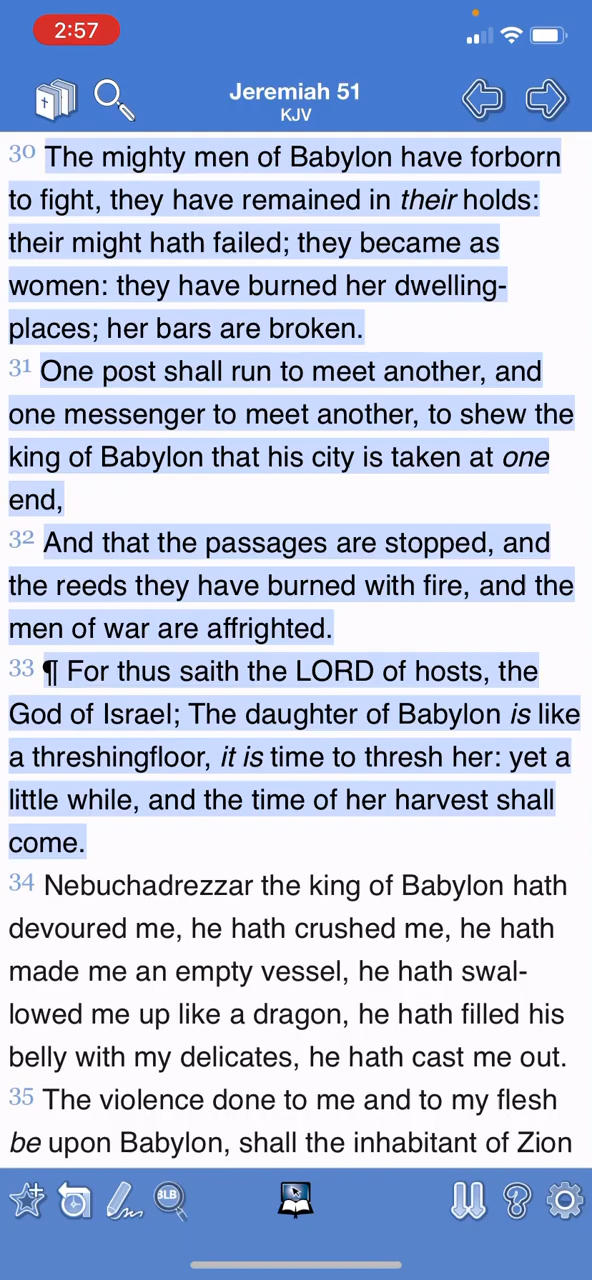 2:57
Jeremiah 51
KJV
30 The mighty men of Babylon have forborn
to fight, they have remained in their holds:
their might hath failed; they became as
women: they have burned her dwelling-
places; her bars are broken.
31 One post shall run to meet another, and
one messenger to meet another, to shew the
king of Babylon that his city is taken at one
end,
32 And that the passages are stopped, and
the reeds they have burned with fire, and the
men of war are affrighted.
33 ¶ For thus saith the LORD of hosts, the
God of Israel; The daughter of Babylon is like
a threshingfloor, it is time to thresh her: yet a
little while, and the time of her harvest shall
come.
34 Nebuchadrezzar the king of Babylon hath
devoured me, he hath crushed me, he hath
made me an empty vessel, he hath swal-
lowed me up like a dragon, he hath filled his
belly with my delicates, he hath cast me out.
35 The violence done to me and to my flesh
be upon Babylon, shall the inhabitant of Zion
BLB